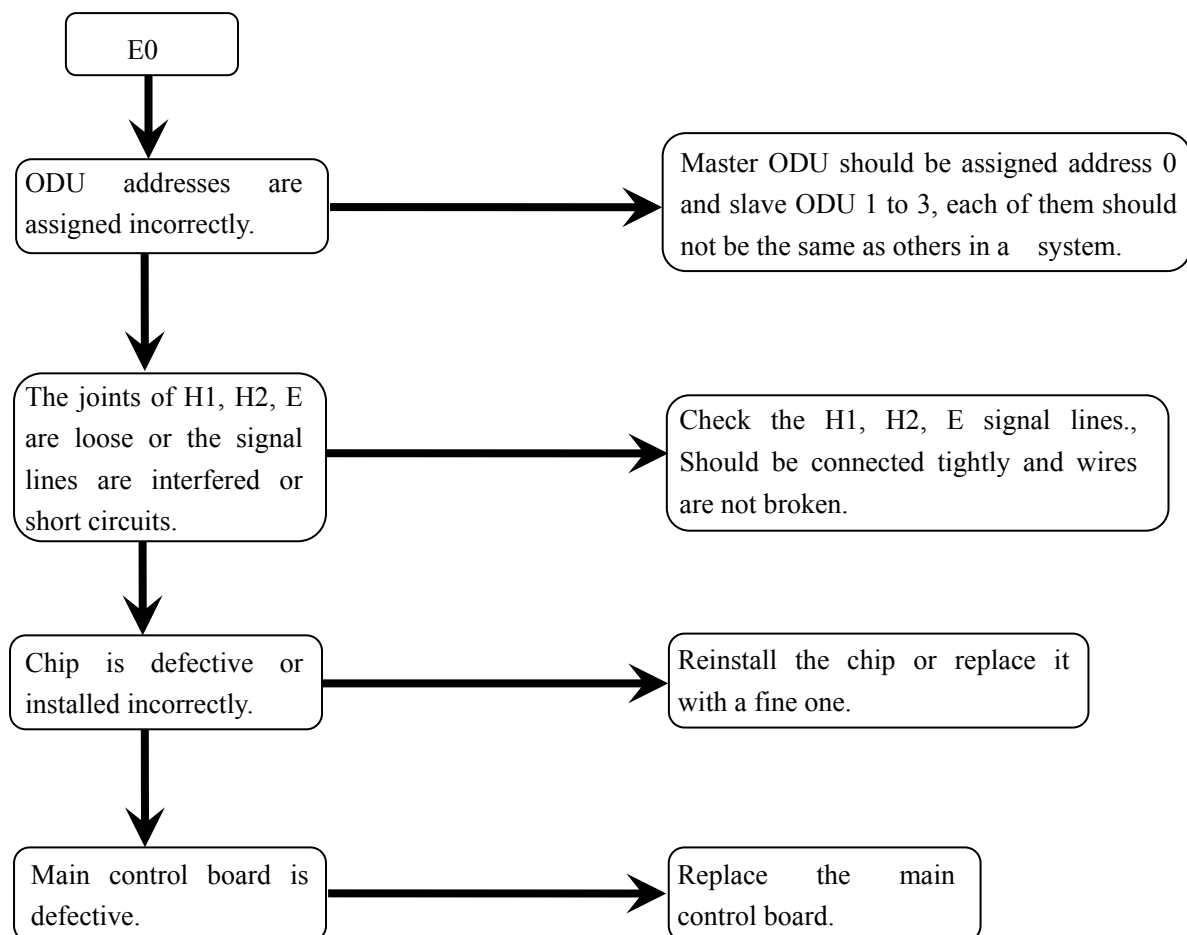 E0
ODU addresses are
assigned incorrectly.
Master ODU should be assigned address 0
and slave ODU 1 to 3, each of them should
not be the same as others in a system.
The joints of H1, H2, E
are loose or the signal
lines are interfered or
short circuits.
Check the H1, H2, E signal lines.,
Should be connected tightly and wires
are not broken.
Chip is defective or
installed incorrectly.
Reinstall the chip or replace it
with a fine one.
Main control board is
defective.
Replace the main
control board.